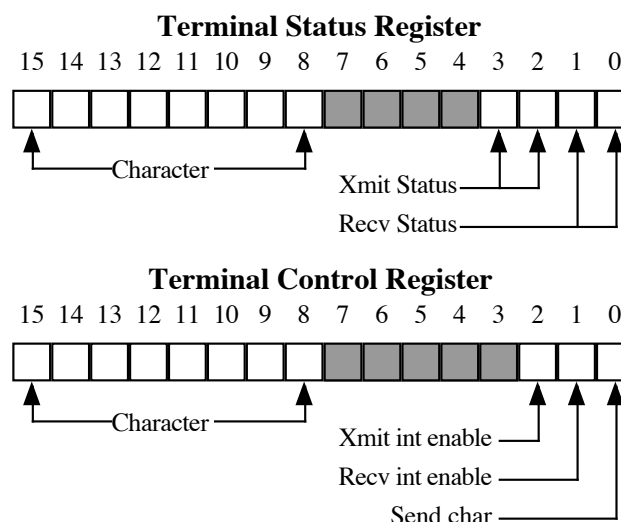 Terminal Status Register
15 14 13 12 11 10 9 8 7 6 5 4 3 2 1 0
Character
Xmit Status
Recv Status
Terminal Control Register
15 14 13 12 11 10 9 8 7 6 5 4 3 2 1 0
Character
Xmit int enable
Recv int enable
Send char